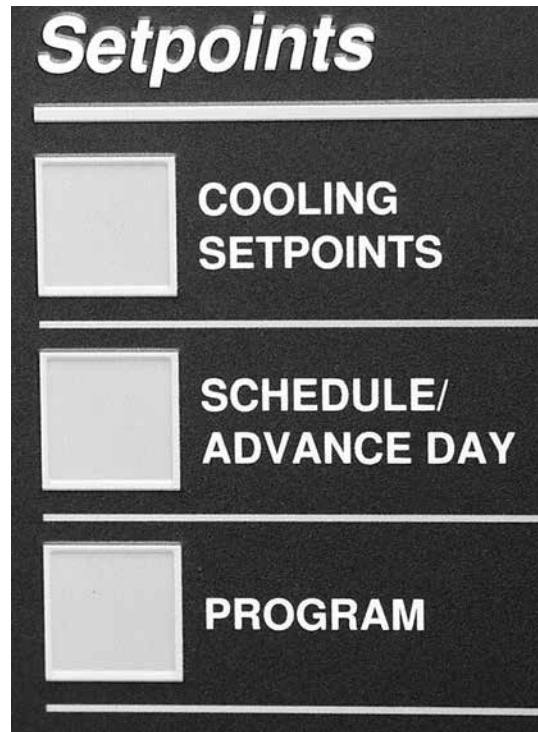 Setpoints
COOLING
SETPOINTS
SCHEDULE/
ADVANCE DAY
PROGRAM